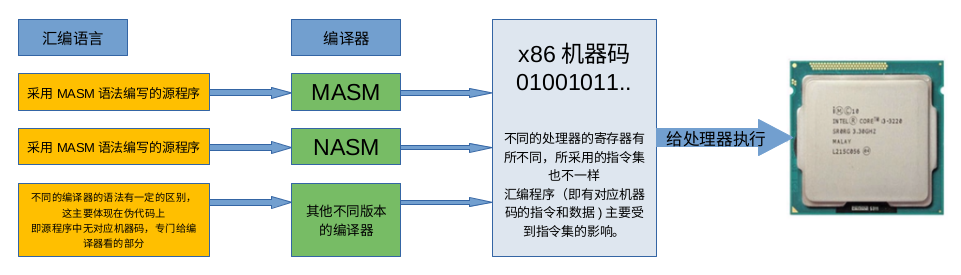 汇编语言
编译器
x86 机器码
01001011..
采用 MASM 语法编写的源程序
MASM
采用 MASM 语法编写的源程序
NASM
不同的编译器的语法有一定的区别，
这主要体现在伪代码上
即源程序中无对应机器码，专门给编
译器看的部分
其他不同版本
的编译器
不同的处理器的寄存器有
所不同，所采用的指令集
也不一样
汇编程序（即有对应机器
码的指令和数据 ) 主要受
到指令集的影响。
给处理器执行
INTEL CORE™ i3-3220
SR0RG 3.30GHZ
MALAY